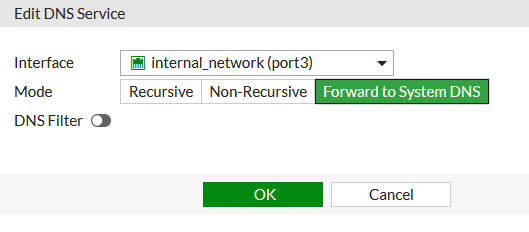 Edit DNS Service
Interface internal_network (port3)
Mode Recursive Non-Recursive Forward to System DNS
DNS Filter
OK Cancel